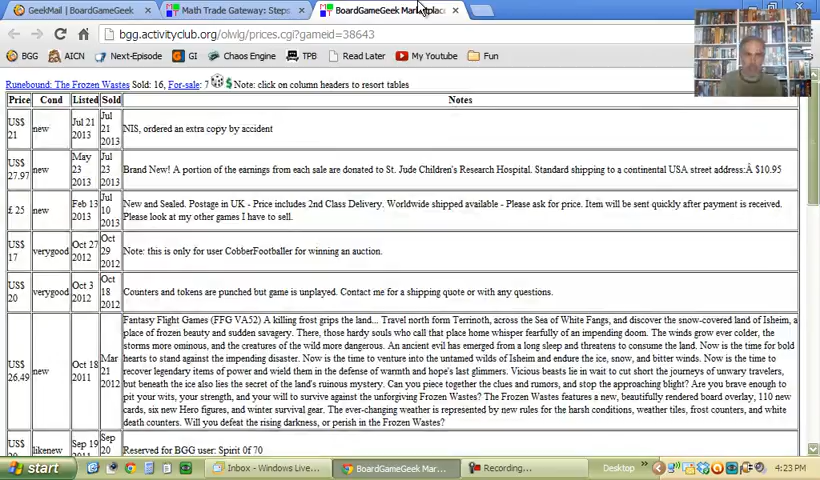 GeekMail | BoardGameGeek × Math Trade Gateway: Steps × BoardGameGeek Marketplace ×
bgg.activityclub.org/olwlg/prices.cgi?gameid=38643
BGG AICN Next-Episode GI Chaos Engine TPB Read Later My Youtube Fun
Runebound: The Frozen Wastes Sold: 16, For-sale: 7 $ Note: click on column headers to resort tables
Price Cond Listed Sold Notes
US$ 21 new Jul 21 2013 Jul 21 2013 NIS, ordered an extra copy by accident
US$ 27.97 new May 23 2013 Jul 23 2013 Brand New! A portion of the earnings from each sale are donated to St. Jude Children's Research Hospital. Standard shipping to a continental USA street address:Â $10.95
£ 25 new Feb 13 2013 Jul 10 2013 New and Sealed. Postage in UK - Price includes 2nd Class Delivery. Worldwide shipped available - Please ask for price. Item will be sent quickly after payment is received.
Please look at my other games I have to sell.
US$ 17 verygood Oct 27 2012 Oct 29 2012 Note: this is only for user CobberFootballer for winning an auction.
US$ 20 verygood Oct 3 2012 Oct 18 2012 Counters and tokens are punched but game is unplayed. Contact me for a shipping quote or with any questions.
US$ 26.49 new Oct 18 2011 Mar 21 2012 Fantasy Flight Games (FFG VA52) A killing frost grips the land... Travel north form Terrinoth, across the Sea of White Fangs, and discover the snow-covered land of Isheim, a
place of frozen beauty and sudden savagery. There, those hardy souls who call that place home whisper fearfully of an impending doom. The winds grow ever colder, the
storms more ominous, and the creatures of the wild more dangerous. An ancient evil has emerged from a long sleep and threatens to consume the land. Now is the time for bold
hearts to stand against the impending disaster. Now is the time to venture into the untamed wilds of Isheim and endure the ice, snow, and bitter winds. Now is the time to
recover legendary items of power and wield them in the defense of warmth and hope's last glimmers. Vicious beasts lie in wait to cut short the journeys of unwary travelers,
but beneath the ice also lies the secret of the land's ruinous mystery. Can you piece together the clues and rumors, and stop the approaching blight? Are you brave enough to
pit your wits, your strength, and your will to survive against the unforgiving Frozen Wastes? The Frozen Wastes features a new, beautifully rendered board overlay, 110 new
cards, six new Hero figures, and winter survival gear. The ever-changing weather is represented by new rules for the harsh conditions, weather tiles, frost counters, and white
death counters. Will you defeat the rising darkness, or perish in the Frozen Wastes?
US$ likenew Sep 19 Sep 20 Reserved for BGG user: Spirit 0f 70
start Inbox - Windows Live... BoardGameGeek Mar... Recording... Desktop 4:23 PM